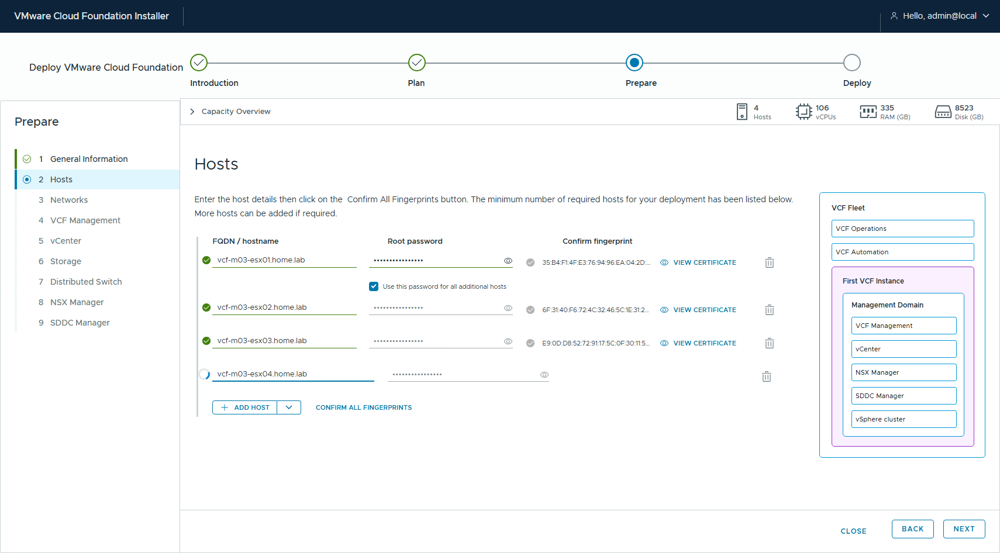 VMware Cloud Foundation Installer
Hello, admin@local
Deploy VMware Cloud Foundation
Introduction
Plan
Prepare
Deploy
Prepare
1 General Information
2 Hosts
3 Networks
4 VCF Management
5 vCenter
6 Storage
7 Distributed Switch
8 NSX Manager
9 SDDC Manager
Capacity Overview
4
Hosts
106
vCPUs
335
RAM (GB)
8523
Disk (GB)
Hosts
Enter the host details then click on the Confirm All Fingerprints button. The minimum number of required hosts for your deployment has been listed below.
More hosts can be added if required.
FQDN / hostname Root password Confirm fingerprint
vcf-m03-esx01.home.lab •••••••••••••••• 35:B4:F1:4F:E3:76:94:96:EA:04:2D:... VIEW CERTIFICATE
Use this password for all additional hosts
vcf-m03-esx02.home.lab •••••••••••••••• 6F:31:40:F6:72:4C:32:46:5C:1E:31:2... VIEW CERTIFICATE
vcf-m03-esx03.home.lab •••••••••••••••• E9:0D:D8:52:72:91:17:5C:0F:30:11:5... VIEW CERTIFICATE
vcf-m03-esx04.home.lab ••••••••••••••••
ADD HOST CONFIRM ALL FINGERPRINTS
VCF Fleet
VCF Operations
VCF Automation
First VCF Instance
Management Domain
VCF Management
vCenter
NSX Manager
SDDC Manager
vSphere cluster
CLOSE BACK NEXT